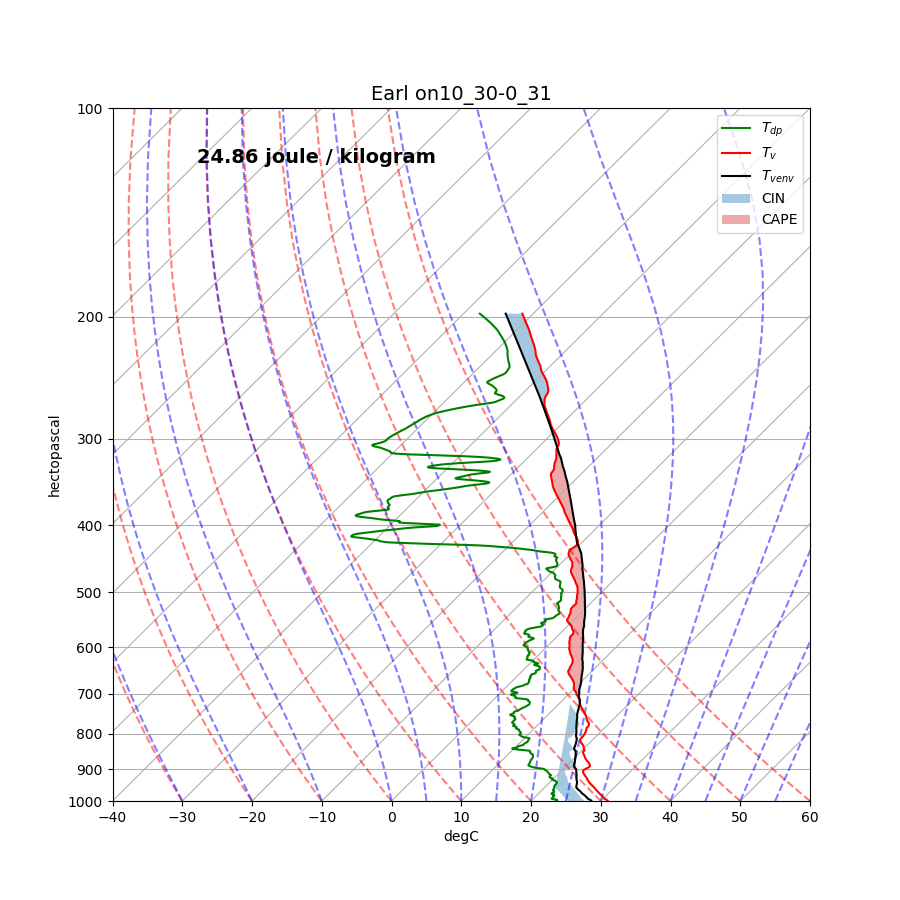 Earl on10_30-0_31
24.86 joule / kilogram
T_dp
T_v
T_venv
CIN
CAPE
100
200
300
400
500
600
700
800
900
1000
hectopascal
−40 −30 −20 −10 0 10 20 30 40 50 60
degC